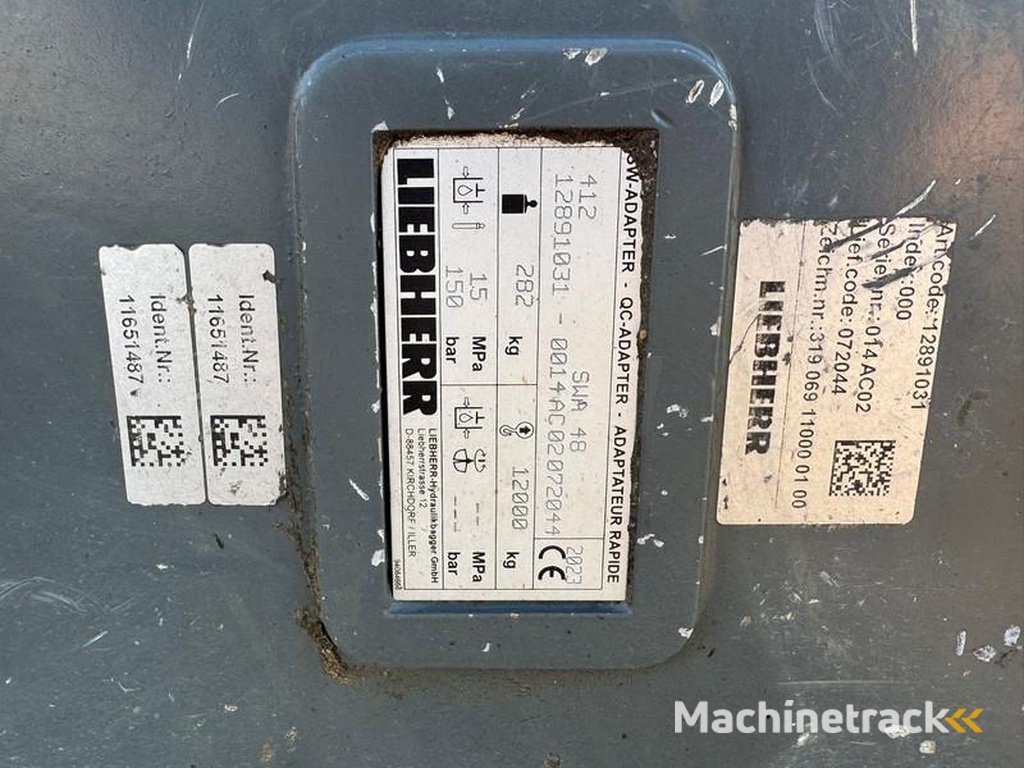 SW-ADAPTER - QC-ADAPTER - ADAPTATEUR RAPIDE
412 SWA 48 2023
12891031 - 0014AC02072044 CE
282 kg 12000 kg
15 MPa -- MPa
150 bar --- bar
LIEBHERR
LIEBHERR-Hydraulikbagger GmbH
Liebherrstrasse 12
D-88457 KIRCHDORF / ILLER
Art.code:12891031
Index:000
Serie.nr.:014AC02
Lief.code: 072044
Zeichn.nr.:319 069 11000 01 00
LIEBHERR
Ident.Nr.:
11651487
Ident.Nr.:
11651487
Machinetrack